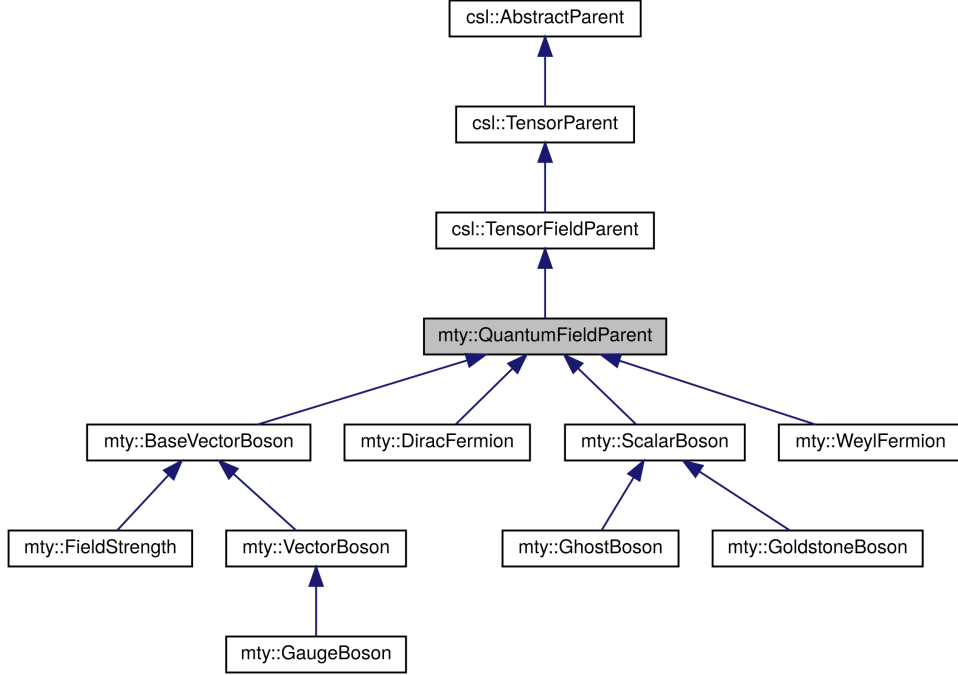 csl::AbstractParent
csl::TensorParent
csl::TensorFieldParent
mty::QuantumFieldParent
mty::BaseVectorBoson
mty::DiracFermion
mty::ScalarBoson
mty::WeylFermion
mty::FieldStrength
mty::VectorBoson
mty::GhostBoson
mty::GoldstoneBoson
mty::GaugeBoson